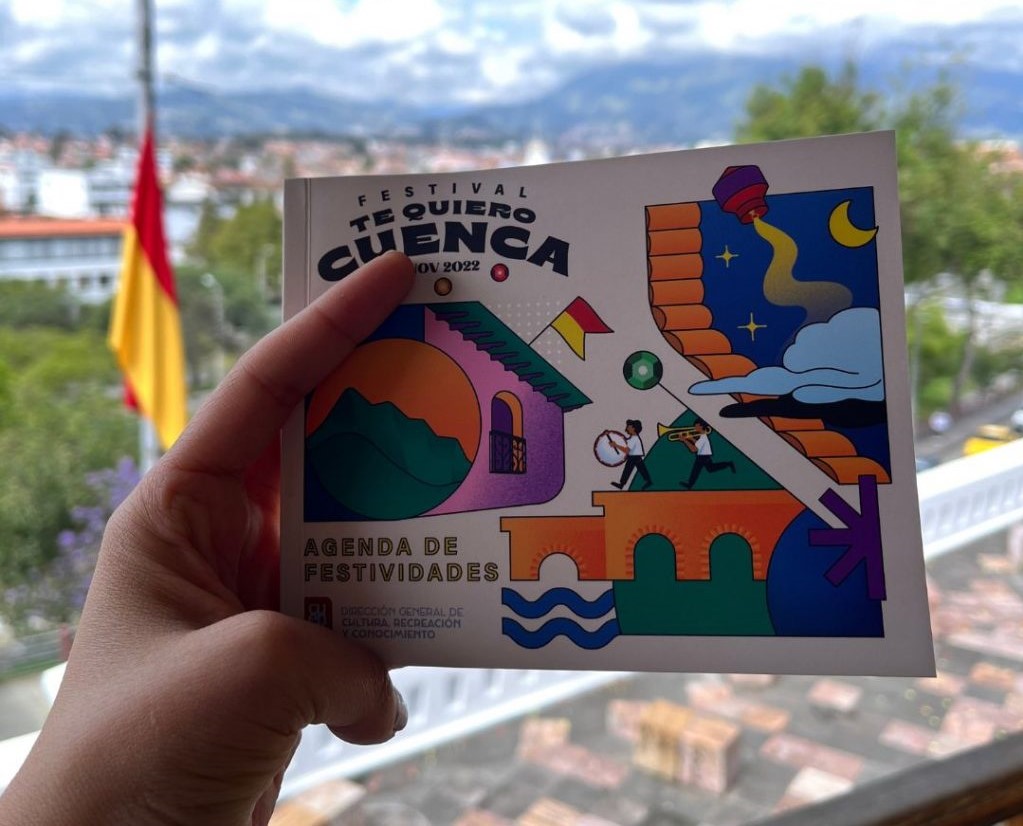 FESTIVAL
TE QUIERO
CUENCA
NOV 2022
AGENDA DE
FESTIVIDADES
DIRECCIÓN GENERAL DE
CULTURA, RECREACIÓN
Y CONOCIMIENTO